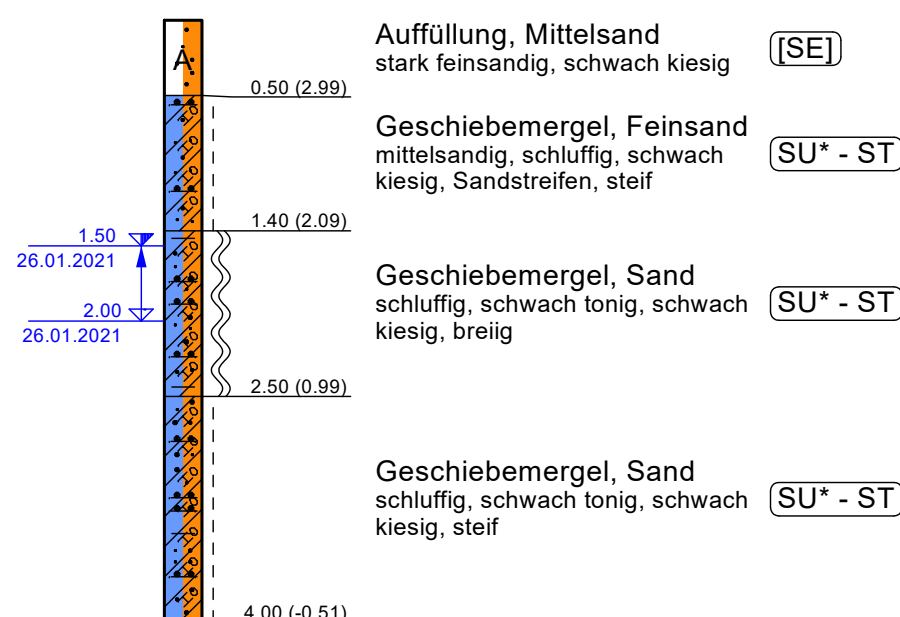 Auffüllung, Mittelsand
stark feinsandig, schwach kiesig
[SE]
A
0.50 (2.99)
Geschiebemergel, Feinsand
mittelsandig, schluffig, schwach
kiesig, Sandstreifen, steif
SU* - ST
1.40 (2.09)
1.50
26.01.2021
2.00
26.01.2021
Geschiebemergel, Sand
schluffig, schwach tonig, schwach
kiesig, breiig
SU* - ST
2.50 (0.99)
Geschiebemergel, Sand
schluffig, schwach tonig, schwach
kiesig, steif
SU* - ST
4.00 (-0.51)